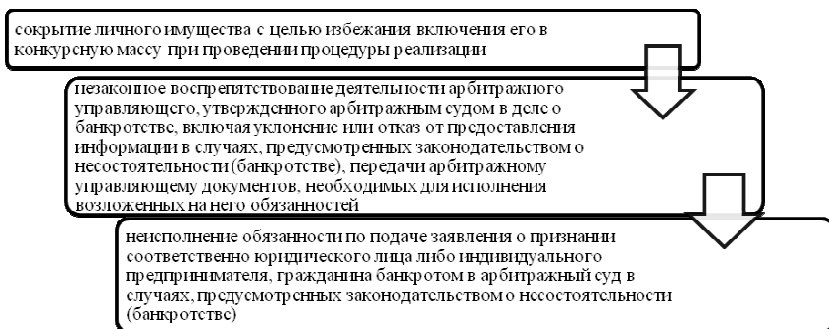 сокрытие личного имущества с целью избежания включения его в
конкурсную массу при проведении процедуры реализации
незаконное воспрепятствование деятельности арбитражного
управляющего, утвержденного арбитражным судом в деле о
банкротстве, включая уклонение или отказ от предоставления
информации в случаях, предусмотренных законодательством о
несостоятельности (банкротстве), передачи арбитражному
управляющему документов, необходимых для исполнения
возложенных на него обязанностей
неисполнение обязанности по подаче заявления о признании
соответственно юридического лица либо индивидуального
предпринимателя, гражданина банкротом в арбитражный суд в
случаях, предусмотренных законодательством о несостоятельности
(банкротстве)